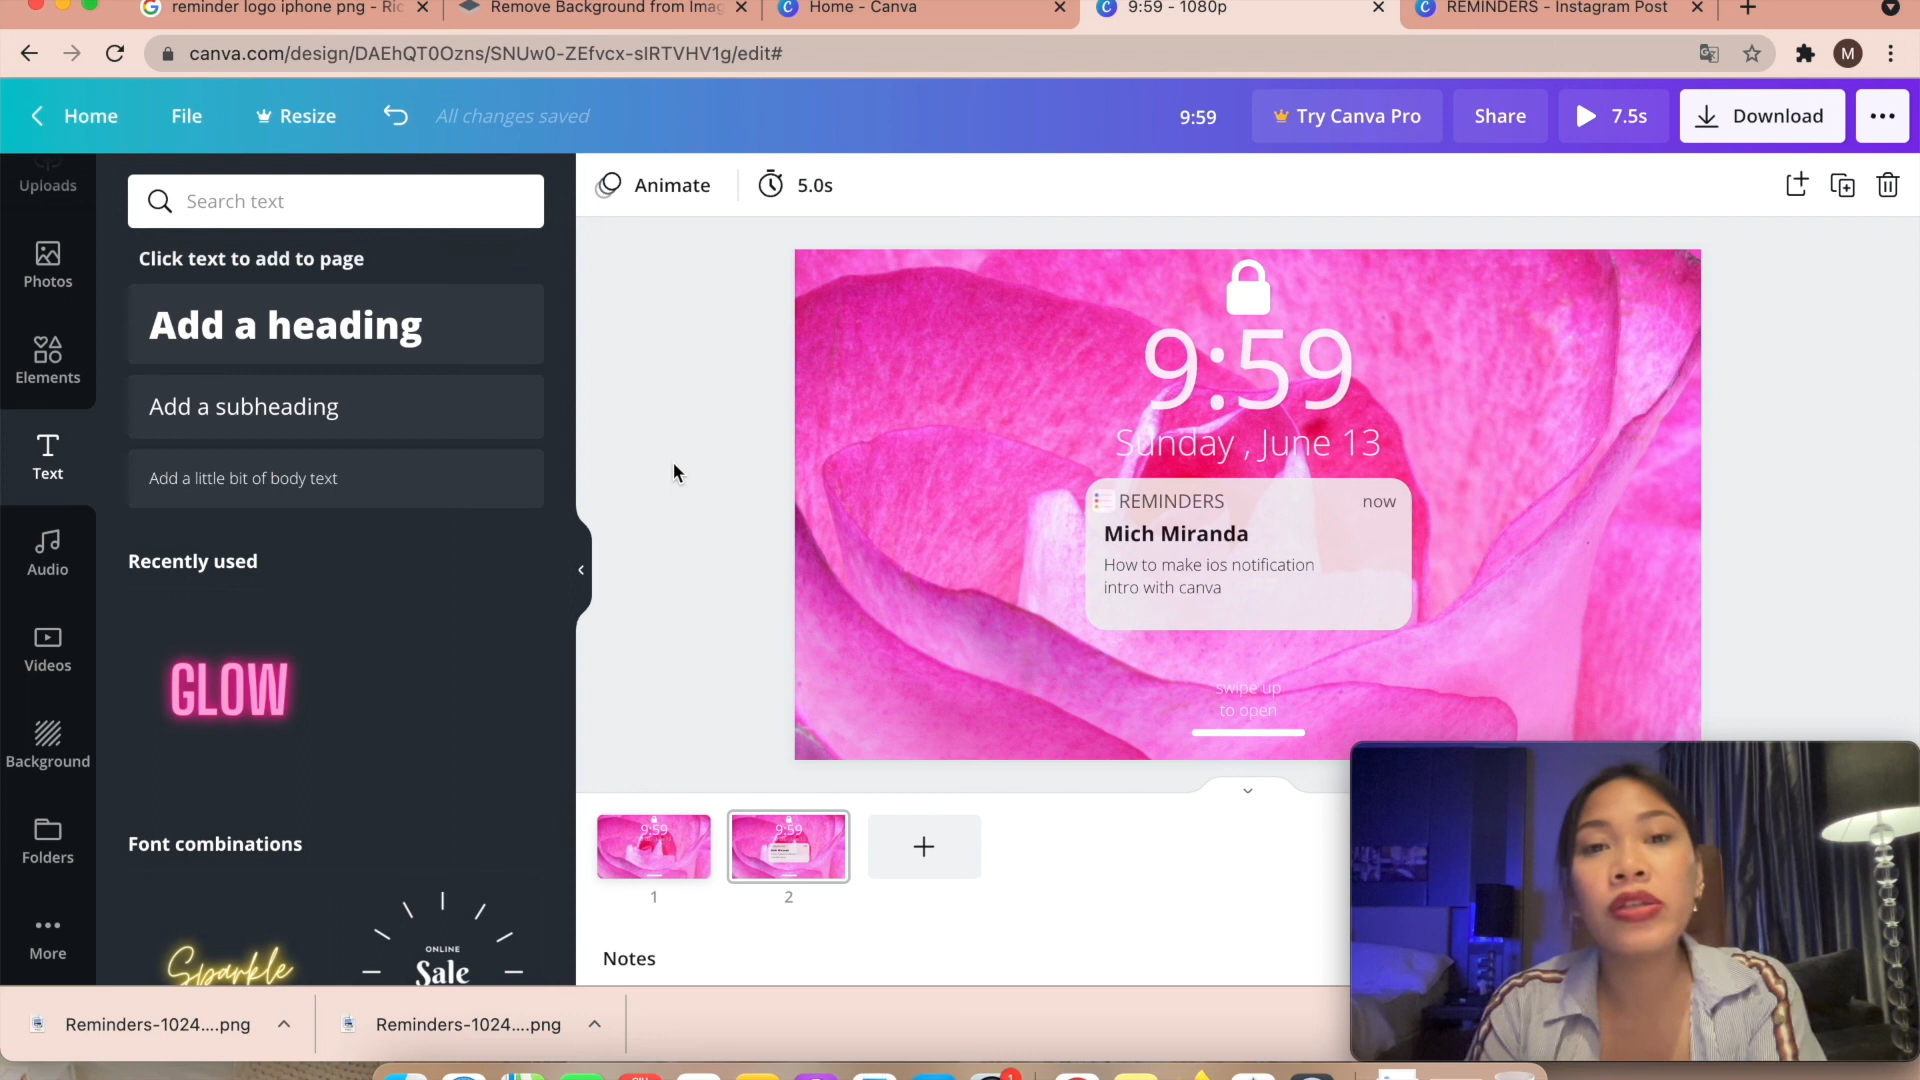 reminder logo iphone png - Ric
Remove Background from Imag
Home - Canva
9:59 - 1080p
REMINDERS - Instagram Post
canva.com/design/DAEhQT0Ozns/SNUw0-ZEfvcx-sIRTVHV1g/edit#
M
Home
File
Resize
All changes saved
9:59
Try Canva Pro
Share
7.5s
Download
Uploads
Photos
Elements
Text
Audio
Videos
Background
Folders
More
Search text
Click text to add to page
Add a heading
Add a subheading
Add a little bit of body text
Recently used
GLOW
Font combinations
Sparkle
ONLINE
Sale
Animate
5.0s
9:59
Sunday , June 13
REMINDERS
now
Mich Miranda
How to make ios notification
intro with canva
swipe up
to open
9:59
9:59
1
2
Notes
Reminders-1024....png
Reminders-1024....png
1